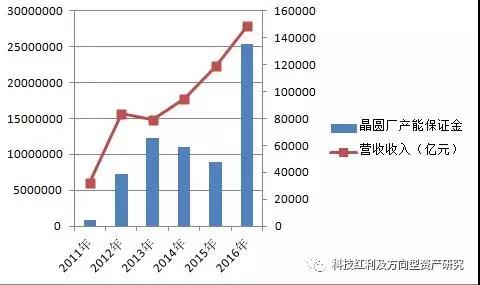 30000000
25000000
20000000
15000000
10000000
5000000
0
160000
140000
120000
100000
80000
60000
40000
20000
0
2011年
2012年
2013年
2014年
2015年
2016年
晶圆厂产能保证金
营收收入（亿元）
科技红利及方向型资产研究